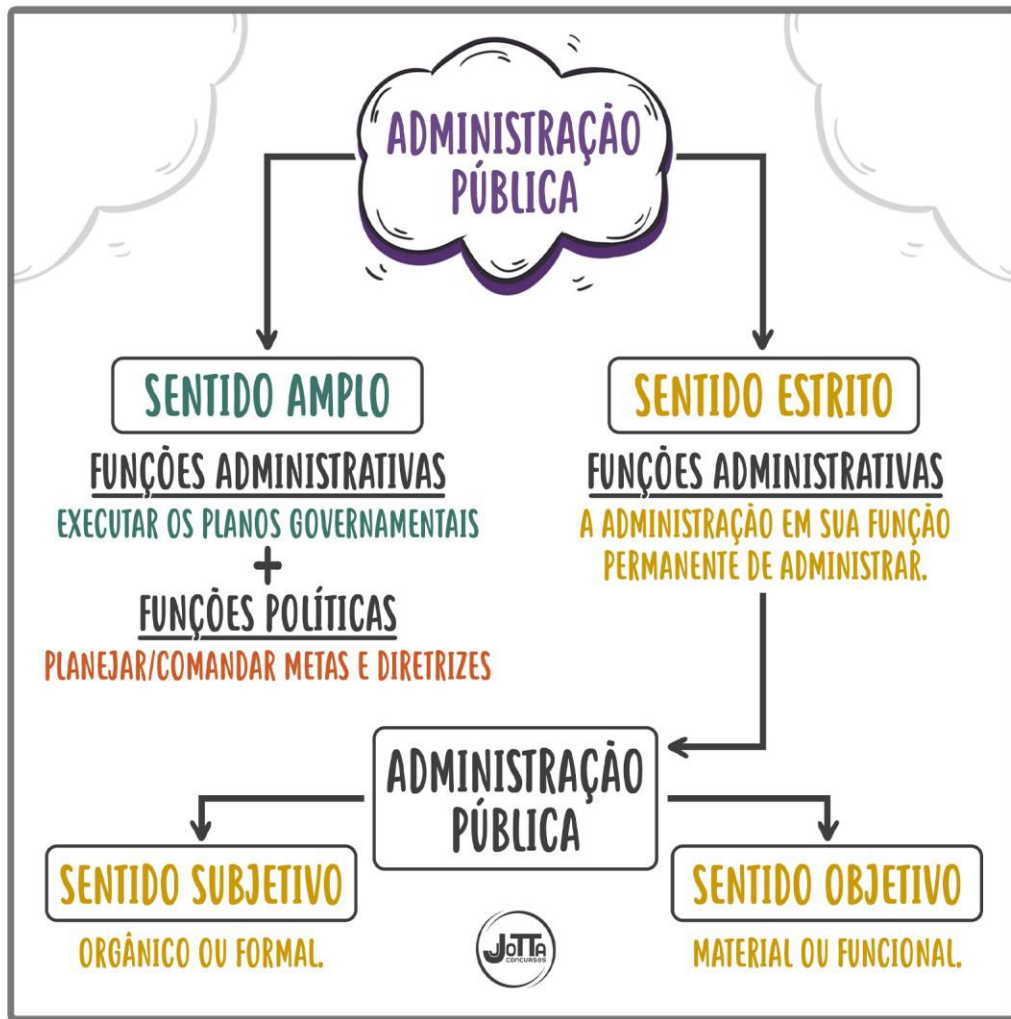 ADMINISTRAÇÃO
PÚBLICA
SENTIDO AMPLO
FUNÇÕES ADMINISTRATIVAS
EXECUTAR OS PLANOS GOVERNAMENTAIS
+
FUNÇÕES POLÍTICAS
PLANEJAR/COMANDAR METAS E DIRETRIZES
SENTIDO ESTRITO
FUNÇÕES ADMINISTRATIVAS
A ADMINISTRAÇÃO EM SUA FUNÇÃO
PERMANENTE DE ADMINISTRAR.
ADMINISTRAÇÃO
PÚBLICA
SENTIDO SUBJETIVO
ORGÂNICO OU FORMAL.
SENTIDO OBJETIVO
MATERIAL OU FUNCIONAL.
JOTTA
CONCURSOS